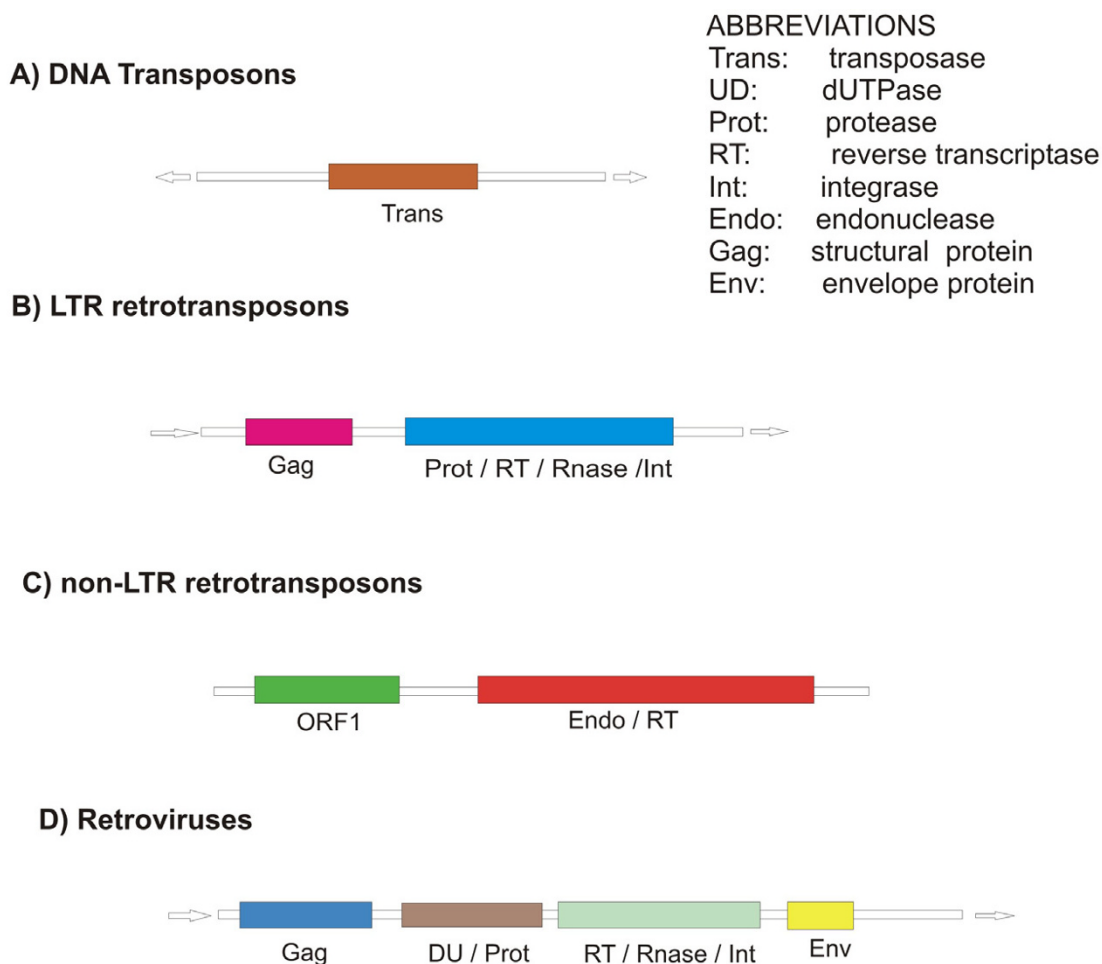 A) DNA Transposons
Trans
ABBREVIATIONS
Trans: transposase
UD: dUTPase
Prot: protease
RT: reverse transcriptase
Int: integrase
Endo: endonuclease
Gag: structural protein
Env: envelope protein
B) LTR retrotransposons
Gag
Prot / RT / Rnase /Int
C) non-LTR retrotransposons
ORF1
Endo / RT
D) Retroviruses
Gag
DU / Prot
RT / Rnase / Int
Env